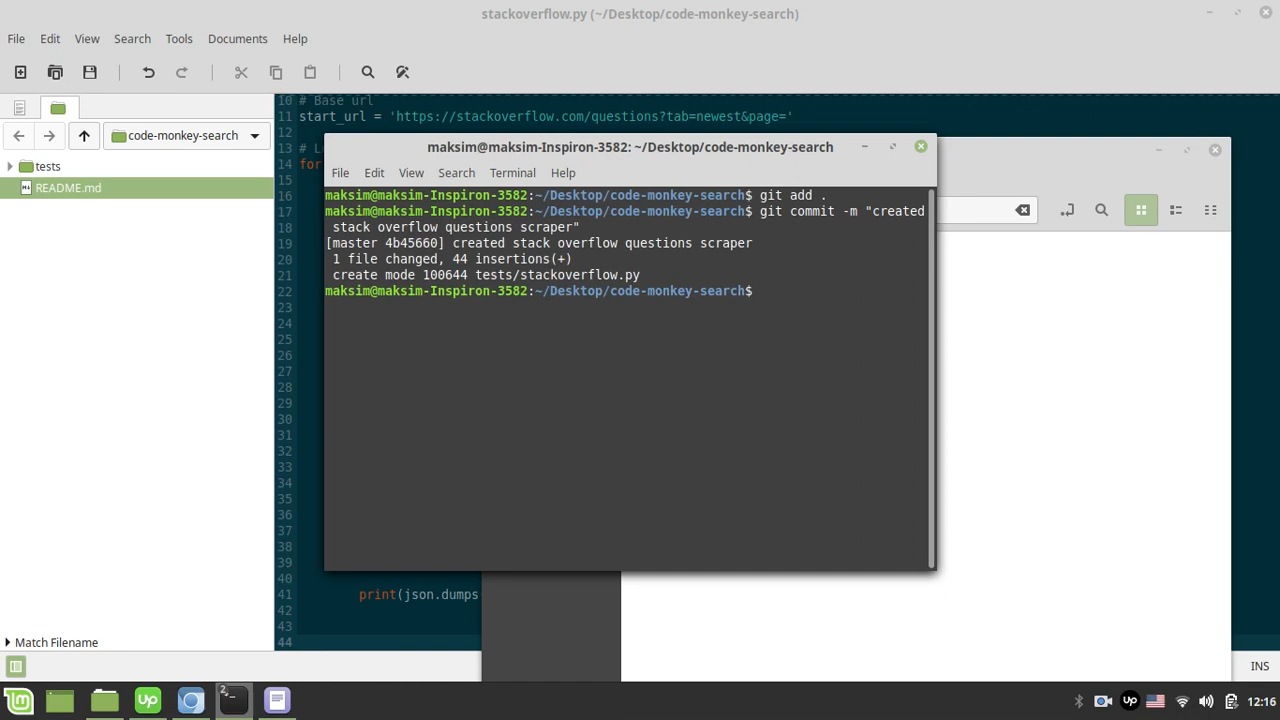 stackoverflow.py (~/Desktop/code-monkey-search)
File Edit View Search Tools Documents Help
code-monkey-search
tests
README.md
Match Filename
10 # Base url
11 start_url = 'https://stackoverflow.com/questions?tab=newest&page='
12
13 # L
14 for
15
16
17
18
19
20
21
22
23
24
25
26
27
28
29
30
31
32
33
34
35
36
37
38
39
40
41 print(json.dumps
42
43
44
maksim@maksim-Inspiron-3582: ~/Desktop/code-monkey-search
File Edit View Search Terminal Help
maksim@maksim-Inspiron-3582:~/Desktop/code-monkey-search$ git add .
maksim@maksim-Inspiron-3582:~/Desktop/code-monkey-search$ git commit -m "created
stack overflow questions scraper"
[master 4b45660] created stack overflow questions scraper
1 file changed, 44 insertions(+)
create mode 100644 tests/stackoverflow.py
maksim@maksim-Inspiron-3582:~/Desktop/code-monkey-search$
INS
up
up
12:16